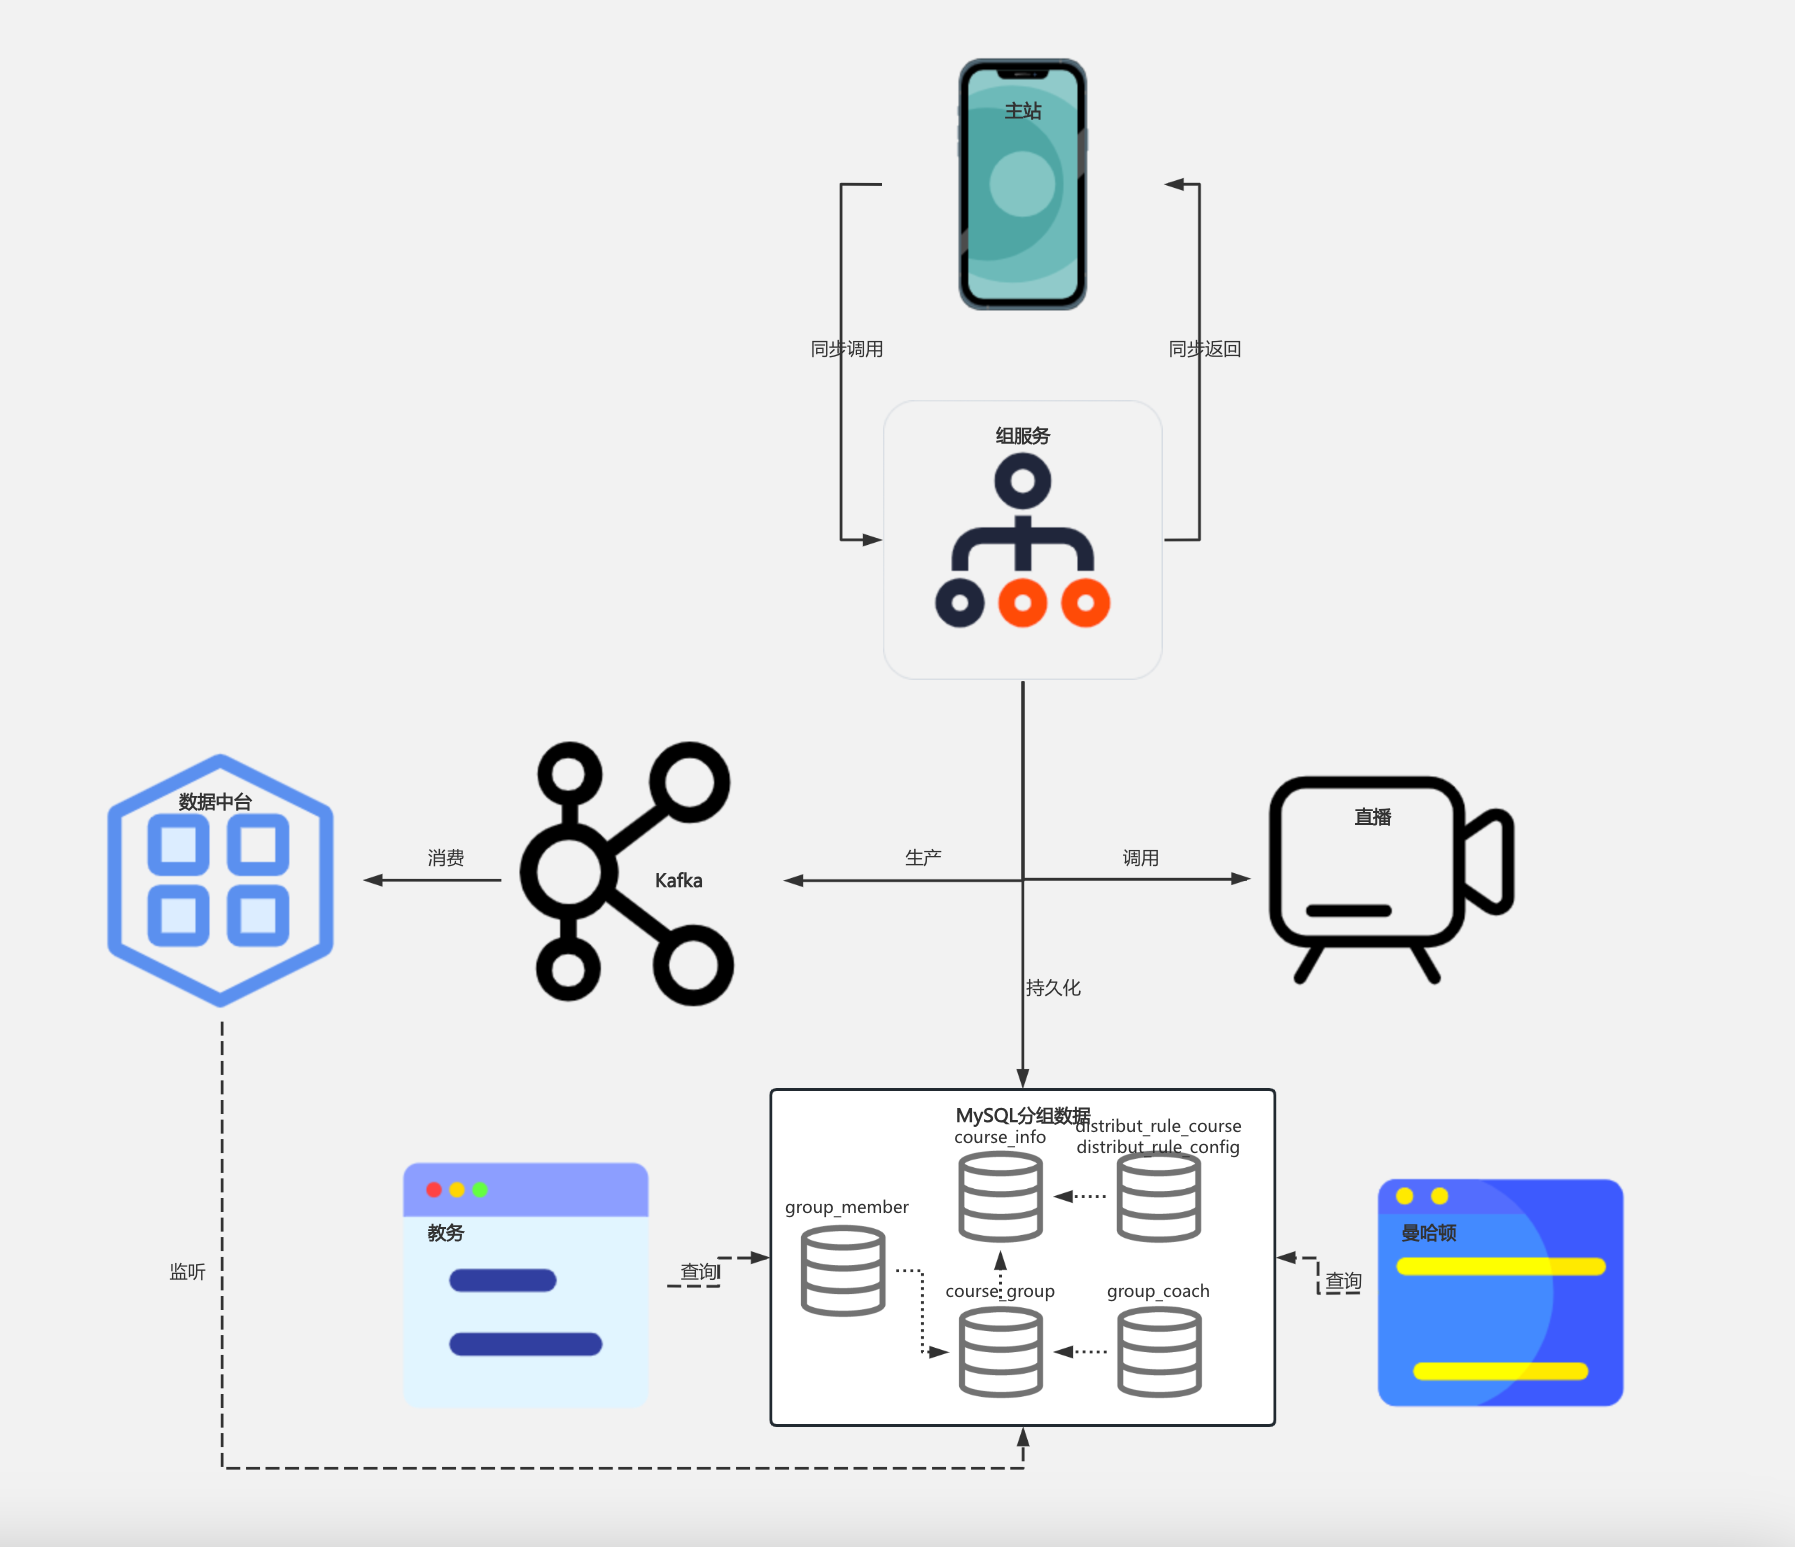 主站
同步调用
同步返回
组服务
数据中台
消费
Kafka
生产
调用
直播
持久化
MySQL分组数据
course_info
distribut_rule_course
distribut_rule_config
group_member
course_group
group_coach
教务
查询
曼哈顿
查询
监听